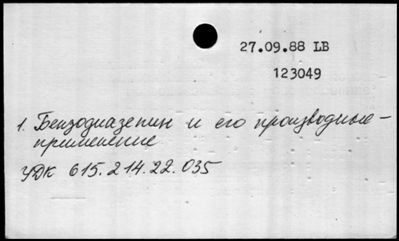 27.09.88 LB
123049
1. Бензодиазепин и его производные -
применение
УДК 615.214.22.035